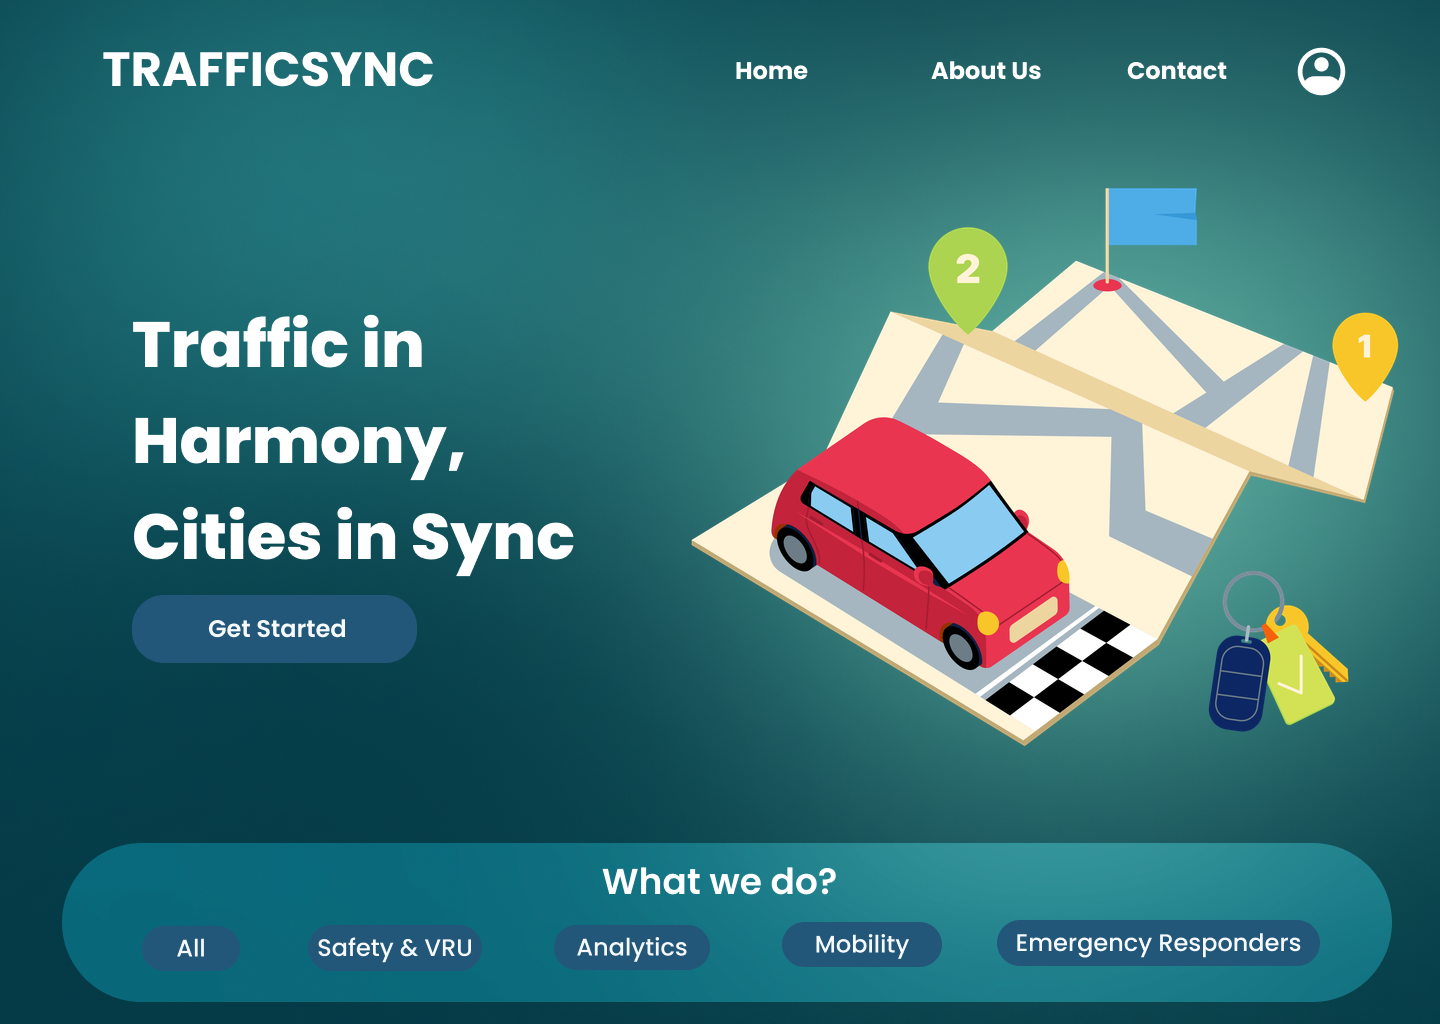 TRAFFICSYNC
Home
About Us
Contact
2
1
Traffic in
Harmony,
Cities in Sync
Get Started
What we do?
All
Safety & VRU
Analytics
Mobility
Emergency Responders